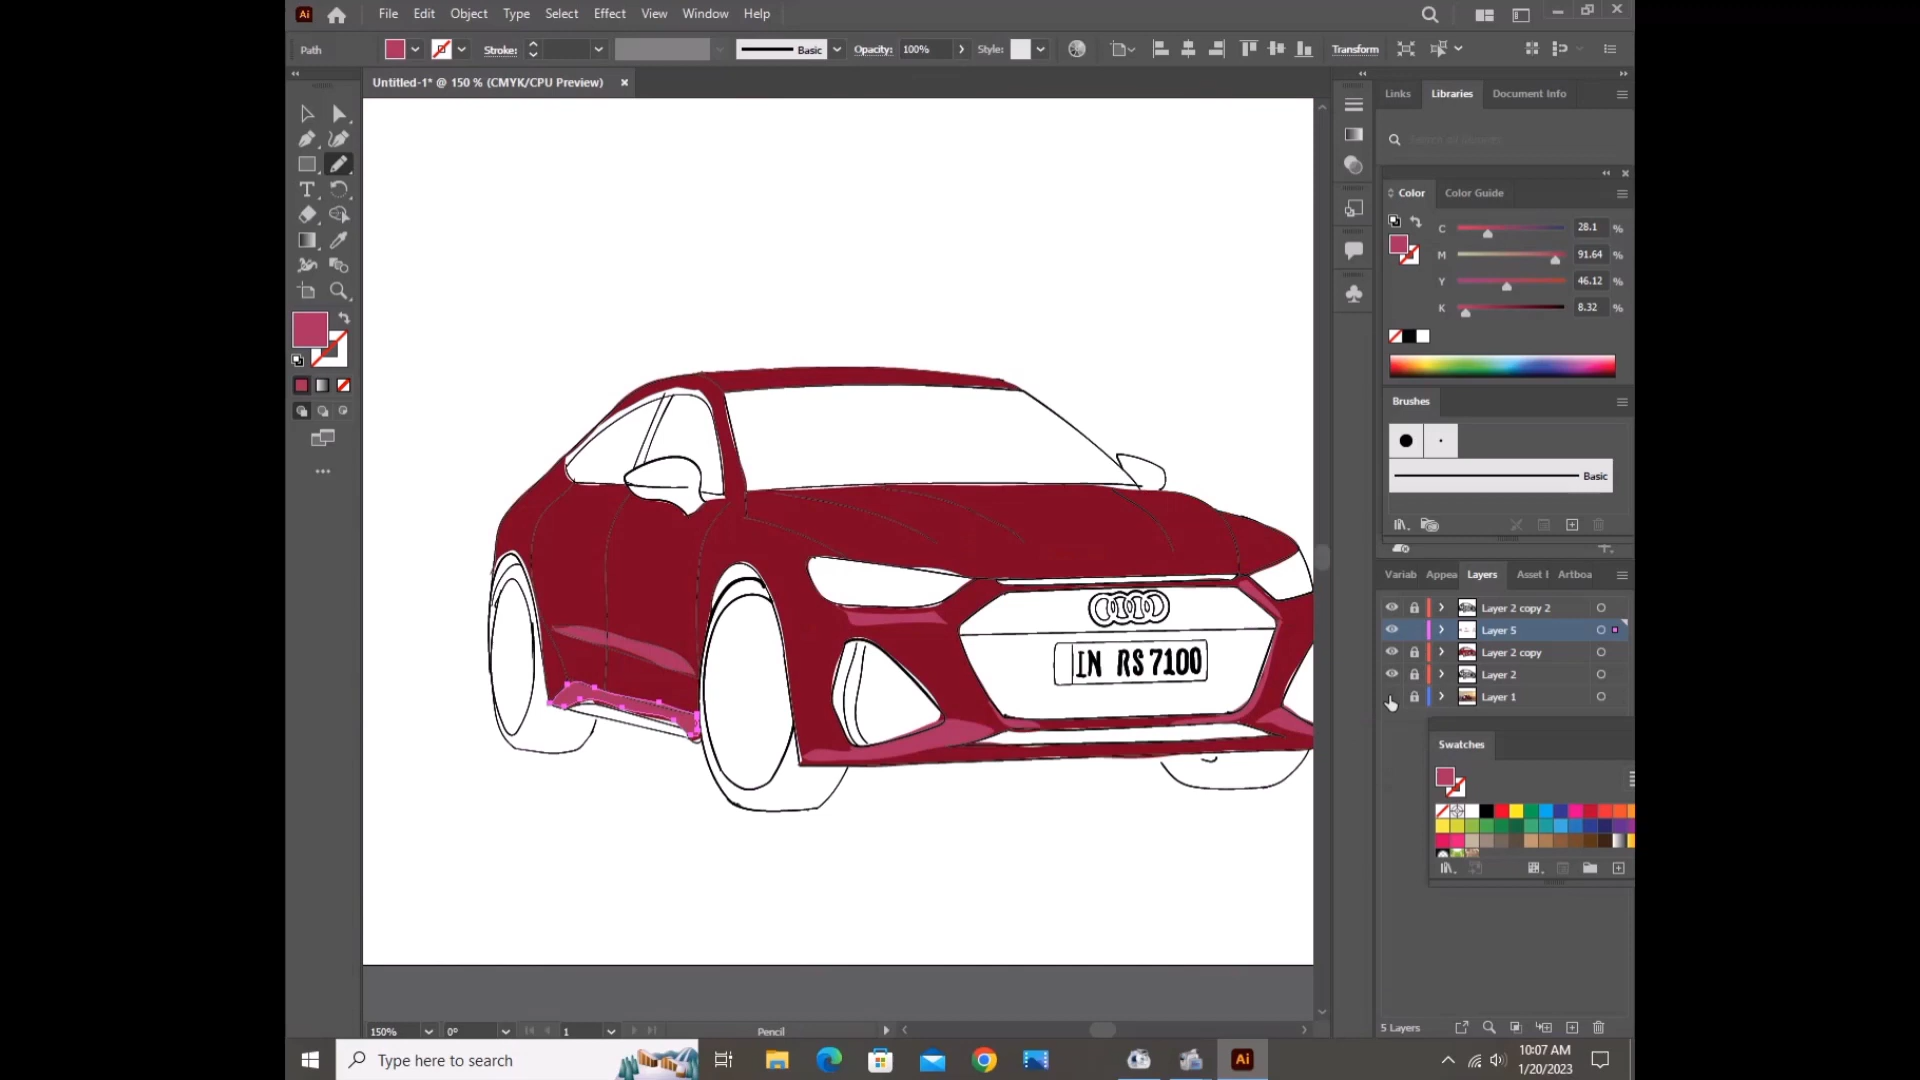 File Edit Object Type Select Effect View Window Help
Path Stroke: Basic Opacity: 100% Style: Transform
Untitled-1* @ 150 % (CMYK/CPU Preview)
Links Libraries Document Info
Color Color Guide
C 28.1 %
M 91.64 %
Y 46.12 %
K 8.32 %
Brushes
Basic
Variab Appea Layers Asset Artboa
Layer 2 copy 2
Layer 5
Layer 2 copy
Layer 2
Layer 1
IN RS 7100
Swatches
150% 0° 1 Pencil
5 Layers
Type here to search
Ai
10:07 AM
1/20/2023